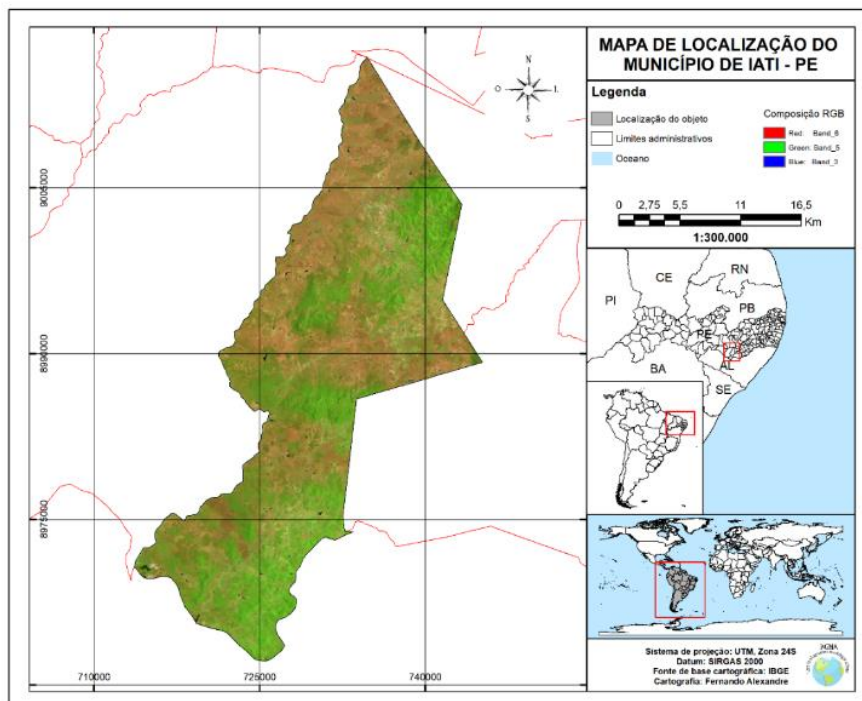 MAPA DE LOCALIZAÇÃO DO
MUNICÍPIO DE IATI - PE
Legenda
Localização do objeto
Limites administrativos
Oceano
Composição RGB
Red: Band_6
Green: Band_5
Blue: Band_3
0 2,75 5,5 11 16,5
Km
1:300.000
N
O L
S
9005000
8990000
8975000
710000 725000 740000
CE
RN
PI
PB
PE
AL
BA
SE
Sistema de projeção: UTM, Zona 24S
Datum: SIRGAS 2000
Fonte de base cartográfica: IBGE
Cartografia: Fernando Alexandre